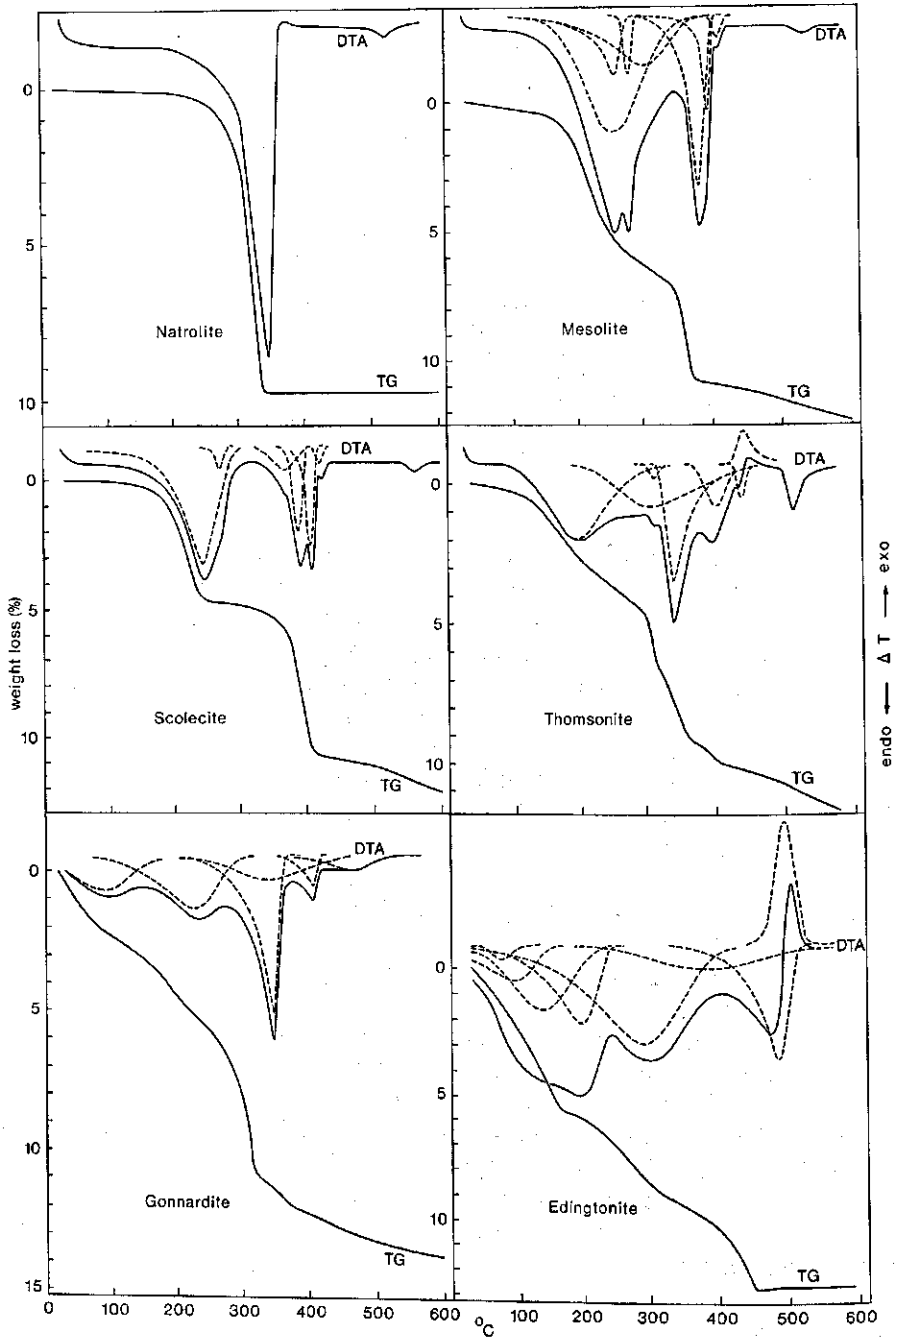 DTA
0
5
10
Natrolite
TG
DTA
0
5
10
Mesolite
TG
DTA
0
5
10
Scolecite
TG
weight loss (%)
DTA
0
5
10
Thomsonite
TG
endo ← Δ T → exo
DTA
0
5
10
15
Gonnardite
TG
0 100 200 300 400 500 600
DTA
0
5
10
Edingtonite
TG
0 100 200 300 400 500 600
°C